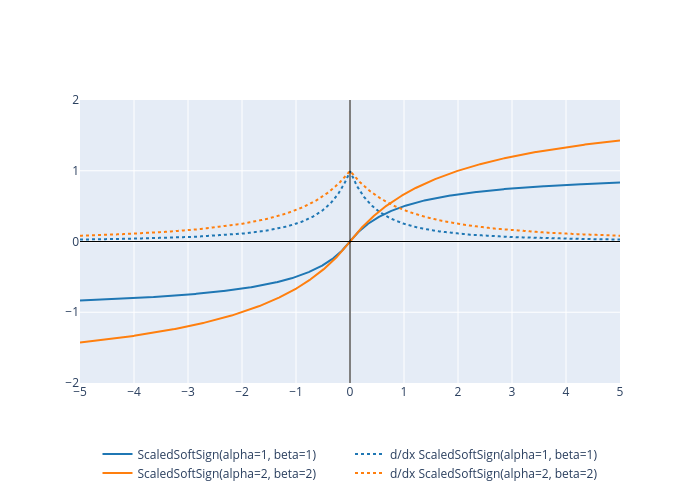 2
1
0
−1
−2
−5 −4 −3 −2 −1 0 1 2 3 4 5
ScaledSoftSign(alpha=1, beta=1) d/dx ScaledSoftSign(alpha=1, beta=1)
ScaledSoftSign(alpha=2, beta=2) d/dx ScaledSoftSign(alpha=2, beta=2)